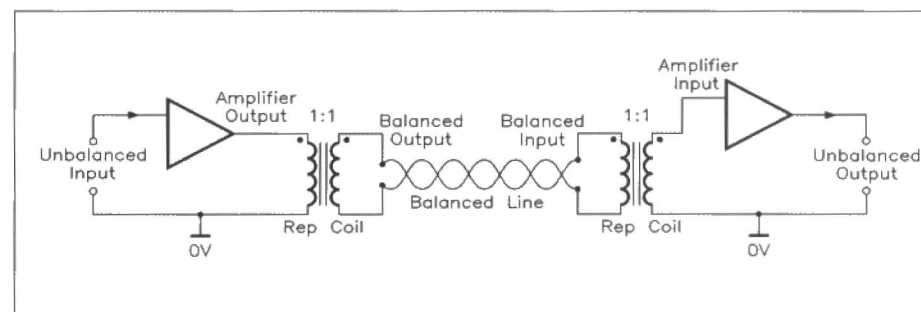 Amplifier
Output
1:1
Balanced
Output
Balanced
Input
1:1
Amplifier
Input
Unbalanced
Input
Unbalanced
Output
Balanced Line
Rep Coil
Rep Coil
0V
0V